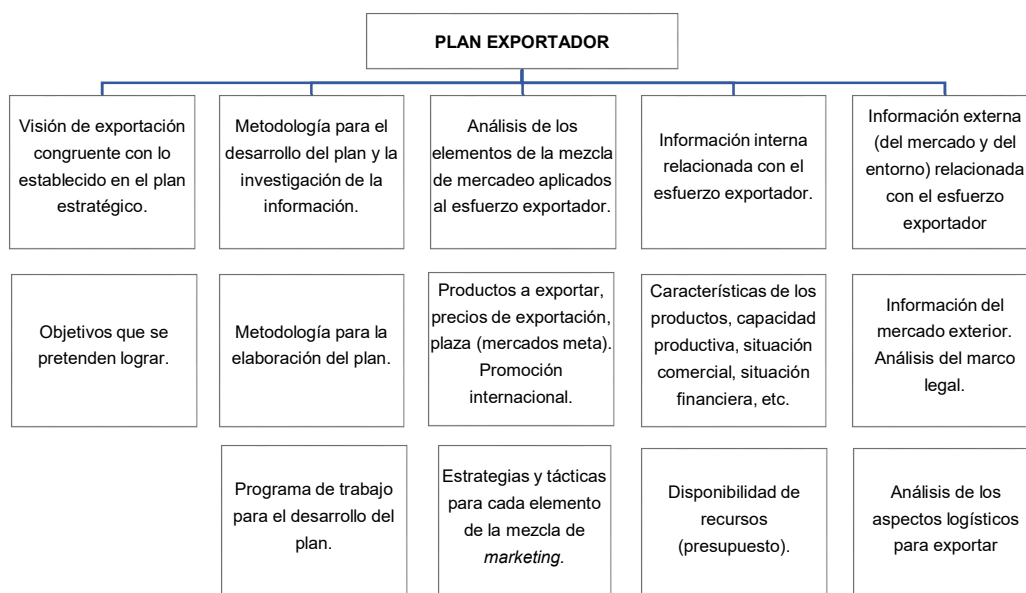 PLAN EXPORTADOR
Visión de exportación
congruente con lo
establecido en el plan
estratégico.
Metodología para el
desarrollo del plan y la
investigación de la
información.
Análisis de los
elementos de la mezcla
de mercadeo aplicados
al esfuerzo exportador.
Información interna
relacionada con el
esfuerzo exportador.
Información externa
(del mercado y del
entorno) relacionada
con el esfuerzo
exportador
Objetivos que se
pretenden lograr.
Metodología para la
elaboración del plan.
Productos a exportar,
precios de exportación,
plaza (mercados meta).
Promoción
internacional.
Características de los
productos, capacidad
productiva, situación
comercial, situación
financiera, etc.
Información del
mercado exterior.
Análisis del marco
legal.
Programa de trabajo
para el desarrollo del
plan.
Estrategias y tácticas
para cada elemento
de la mezcla de
marketing.
Disponibilidad de
recursos
(presupuesto).
Análisis de los
aspectos logísticos
para exportar